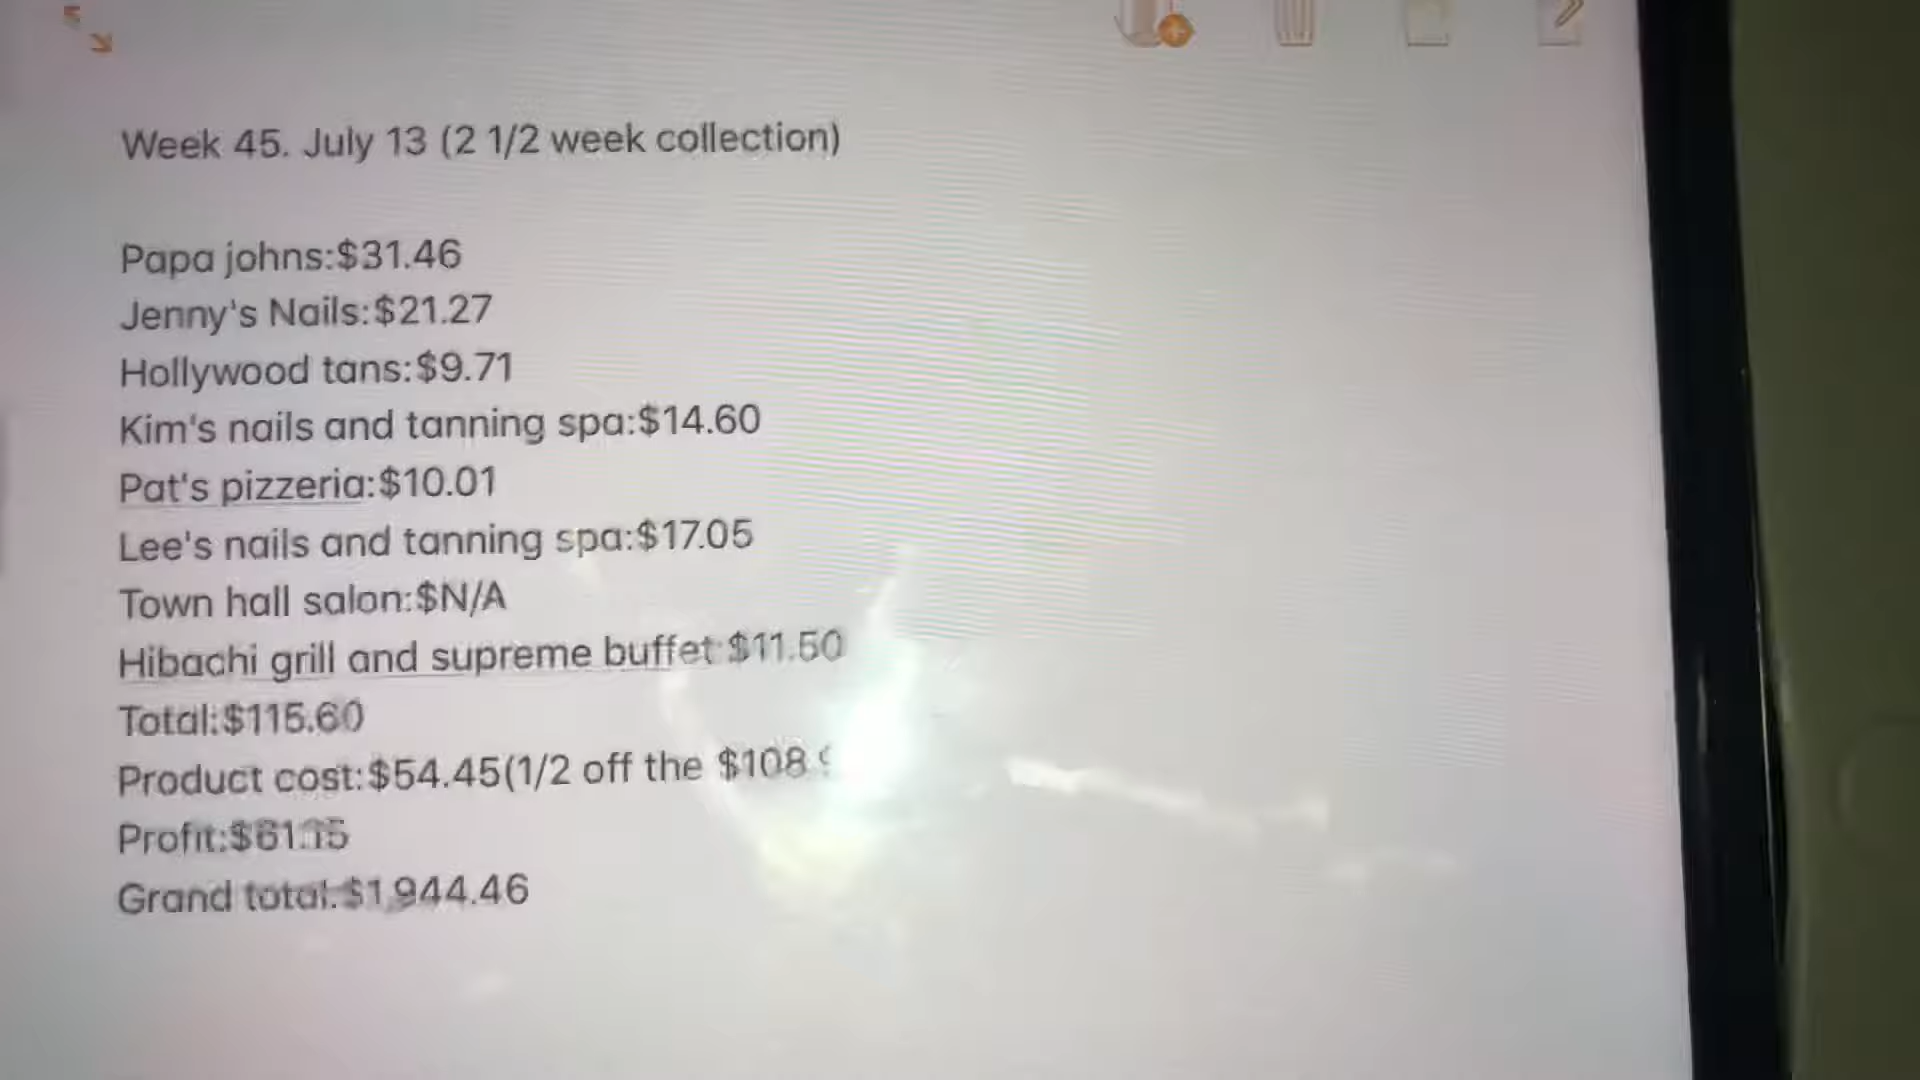 Week 45. July 13 (2 1/2 week collection)
Papa johns:$31.46
Jenny's Nails:$21.27
Hollywood tans:$9.71
Kim's nails and tanning spa:$14.60
Pat's pizzeria:$10.01
Lee's nails and tanning spa:$17.05
Town hall salon:$N/A
Hibachi grill and supreme buffet:$11.50
Total:$115.60
Product cost:$54.45(1/2 off the
Profit:$61.15
Grand total:$1,944.46